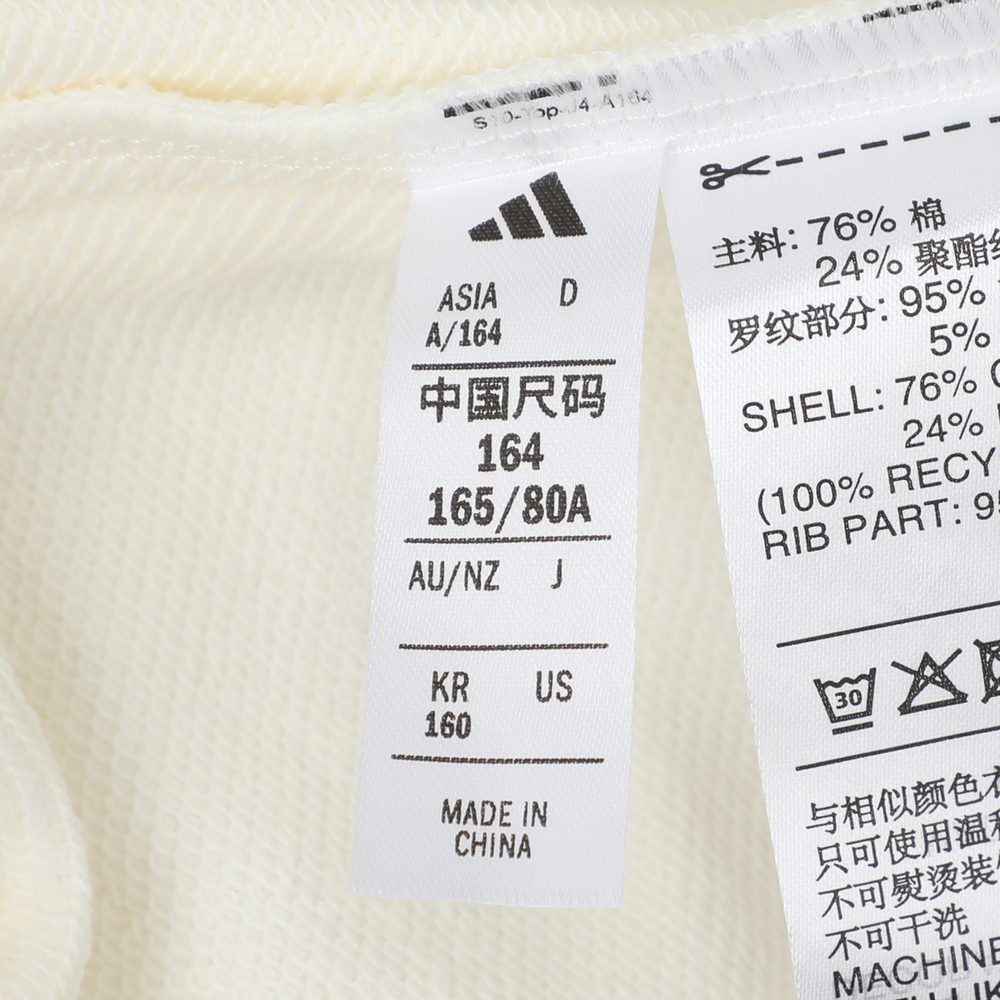 ASIA D
A/164
中国尺码
164
165/80A
AU/NZ J
KR US
160
MADE IN
CHINA
主料: 76% 棉
24% 聚酯
罗纹部分: 95%
5%
SHELL: 76%
24%
(100%
RIB PART:
30
与相似颜色
只可使用温
不可熨烫装
不可干洗
MACHINE